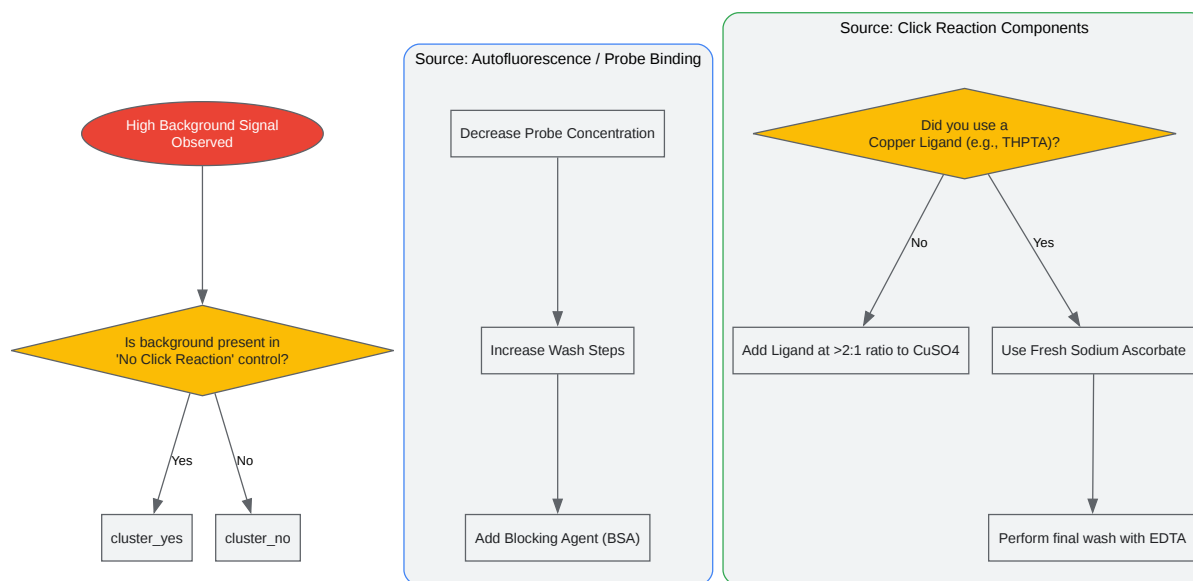 High Background Signal
Observed
Is background present in
'No Click Reaction' control?
Yes
No
cluster_yes
cluster_no
Source: Autofluorescence / Probe Binding
Decrease Probe Concentration
Increase Wash Steps
Add Blocking Agent (BSA)
Source: Click Reaction Components
Did you use a
Copper Ligand (e.g., THPTA)?
No
Yes
Add Ligand at >2:1 ratio to CuSO4
Use Fresh Sodium Ascorbate
Perform final wash with EDTA